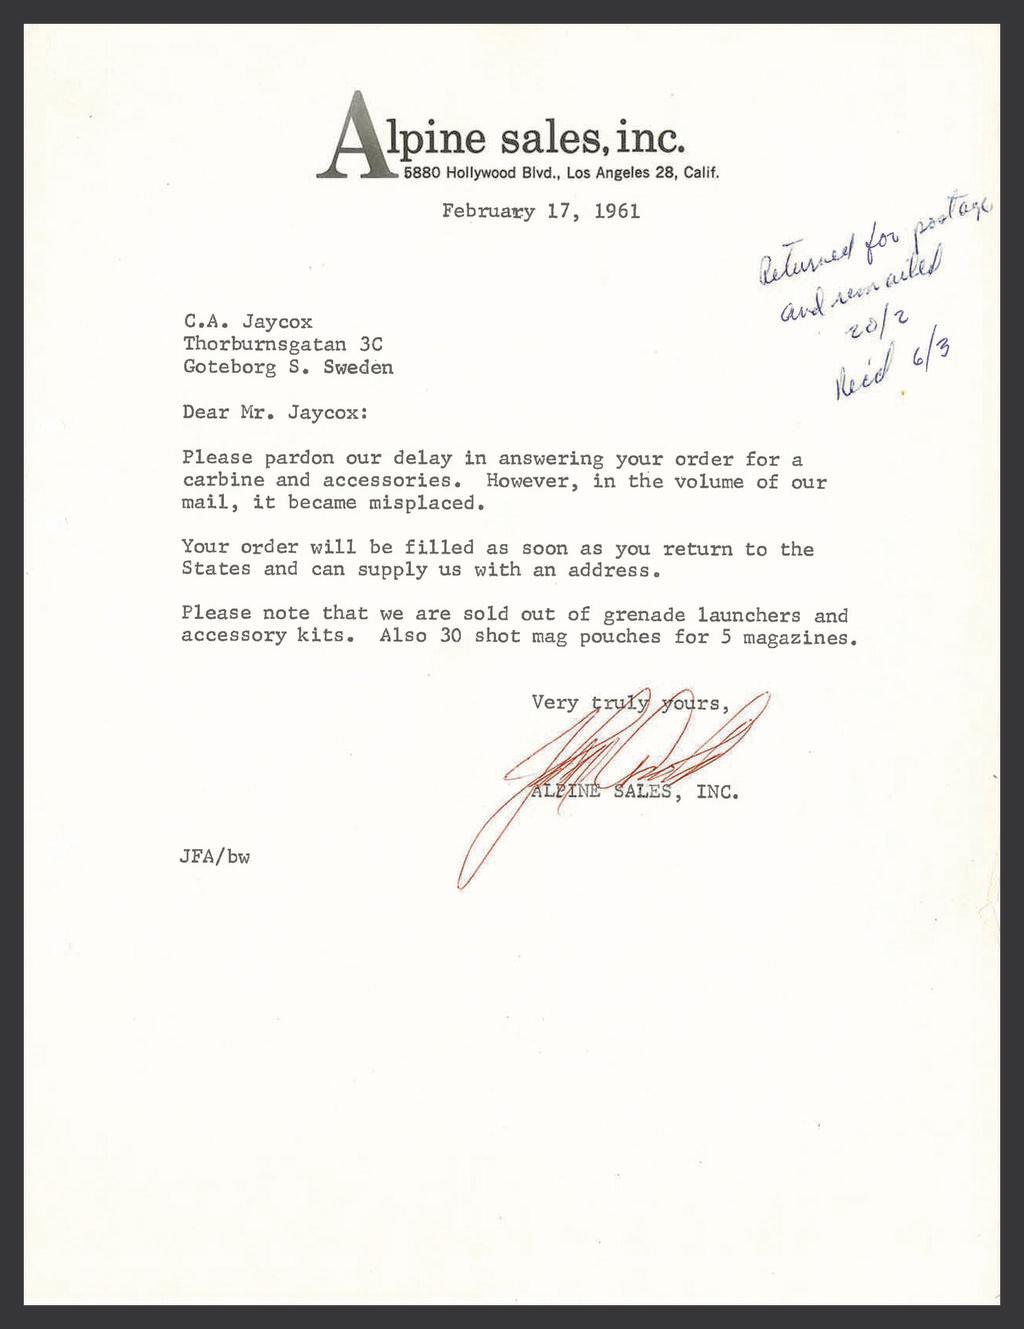 Alpine sales, inc.
5880 Hollywood Blvd., Los Angeles 28, Calif.
February 17, 1961
Returned for postage
and remailed
20/2
Rec'd 6/3
C.A. Jaycox
Thorburnsgatan 3C
Goteborg S. Sweden
Dear Mr. Jaycox:
Please pardon our delay in answering your order for a
carbine and accessories. However, in the volume of our
mail, it became misplaced.
Your order will be filled as soon as you return to the
States and can supply us with an address.
Please note that we are sold out of grenade launchers and
accessory kits. Also 30 shot mag pouches for 5 magazines.
Very truly yours,
ALPINE SALES, INC.
JFA/bw